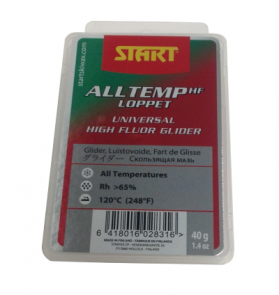 START
ALLTEMP HF
LOPPET
UNIVERSAL
HIGH FLUOR GLIDER
Glider, Luistovoide, Fart de Glisse
グライダー Скользящая мазь
All Temperatures
Rh >65%
120°C (248°F)
6 418016 028316 >
40 g
1.4 oz
startskiwax.com